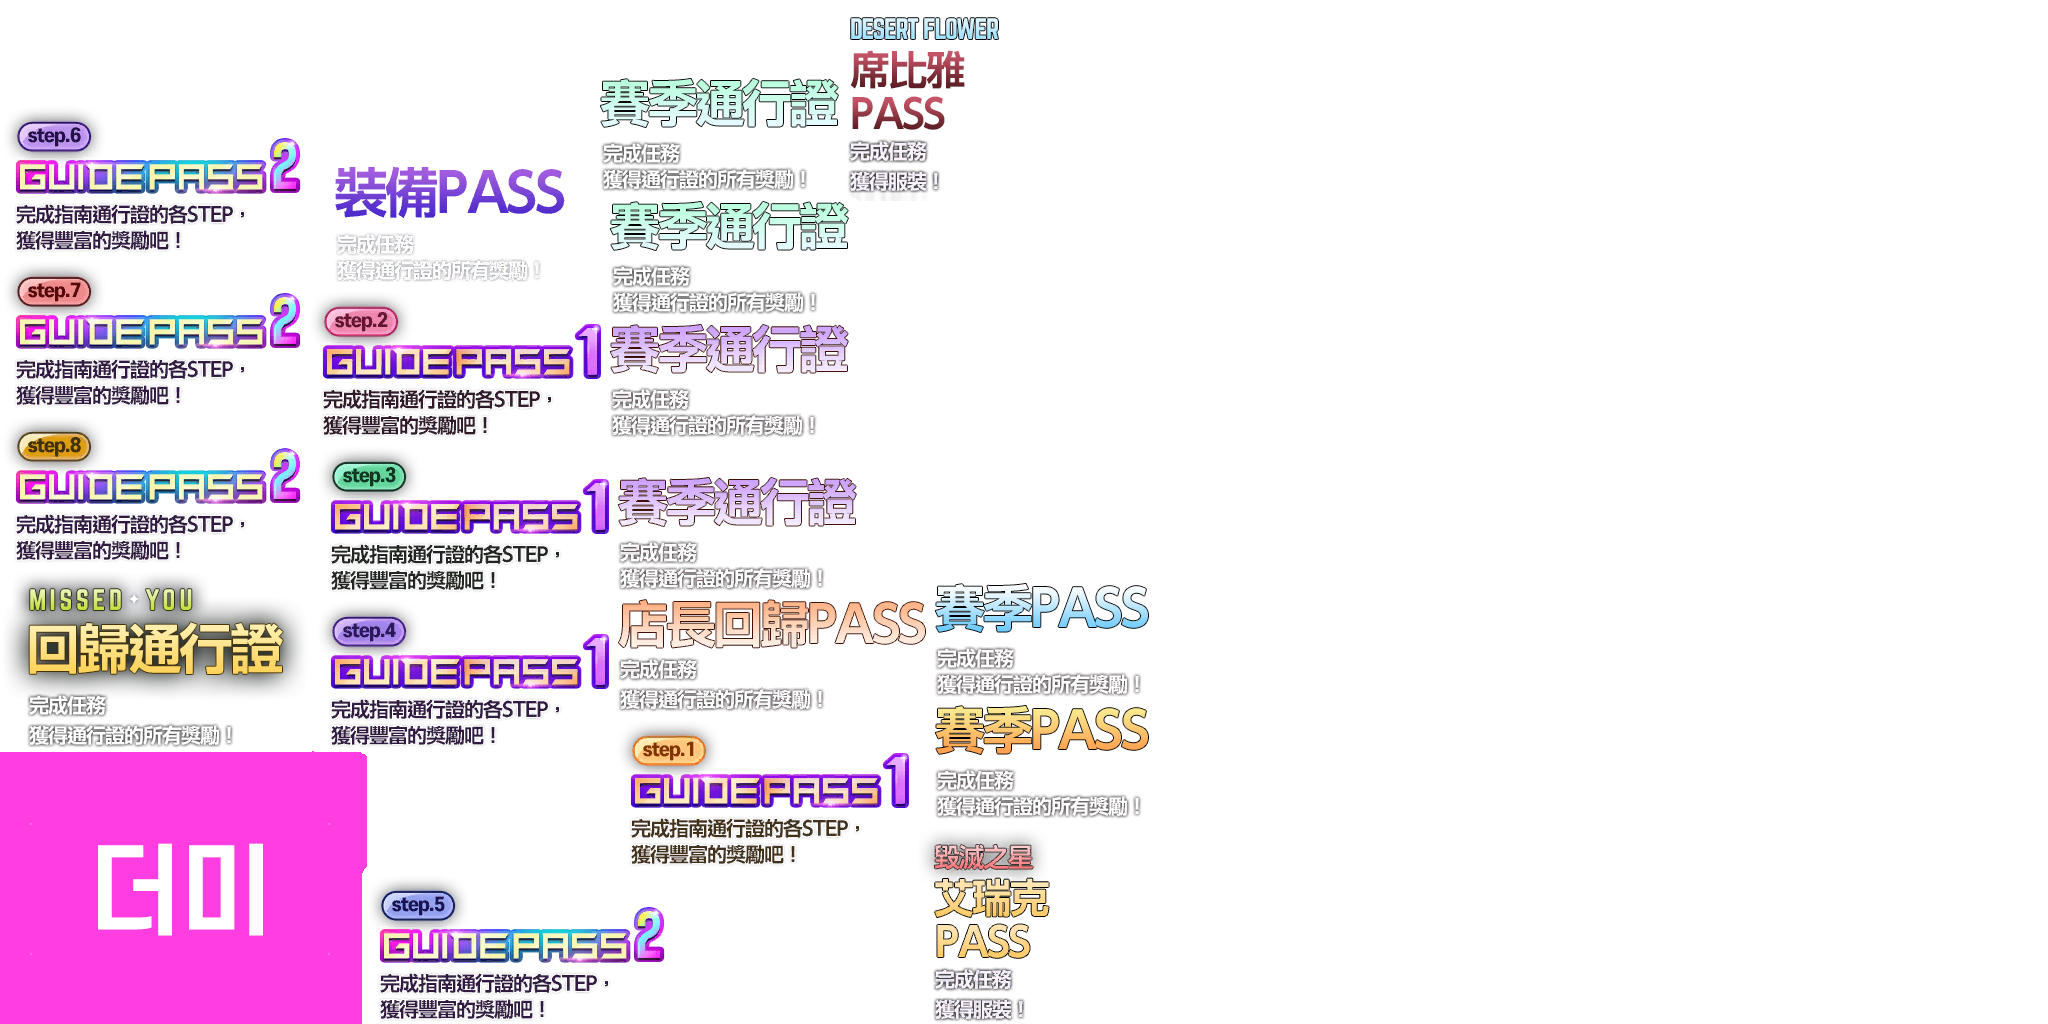 step.6
GUIDEPASS2
完成指南通行證的各STEP，
獲得豐富的獎勵吧！
step.7
GUIDEPASS2
完成指南通行證的各STEP，
獲得豐富的獎勵吧！
step.8
GUIDEPASS2
完成指南通行證的各STEP，
獲得豐富的獎勵吧！
MISSED YOU
回歸通行證
完成任務
獲得通行證的所有獎勵！
더미
裝備PASS
完成任務
獲得通行證的所有獎勵！
step.2
GUIDEPASS1
完成指南通行證的各STEP，
獲得豐富的獎勵吧！
step.3
GUIDEPASS1
完成指南通行證的各STEP，
獲得豐富的獎勵吧！
step.4
GUIDEPASS1
完成指南通行證的各STEP，
獲得豐富的獎勵吧！
step.5
GUIDEPASS2
完成指南通行證的各STEP，
獲得豐富的獎勵吧！
賽季通行證
完成任務
獲得通行證的所有獎勵！
賽季通行證
完成任務
獲得通行證的所有獎勵！
賽季通行證
完成任務
獲得通行證的所有獎勵！
賽季通行證
完成任務
獲得通行證的所有獎勵！
店長回歸PASS
完成任務
獲得通行證的所有獎勵！
step.1
GUIDEPASS1
完成指南通行證的各STEP，
獲得豐富的獎勵吧！
DESERT FLOWER
席比雅
PASS
完成任務
獲得服裝！
賽季PASS
完成任務
獲得通行證的所有獎勵！
賽季PASS
完成任務
獲得通行證的所有獎勵！
毀滅之星
艾瑞克
PASS
完成任務
獲得服裝！